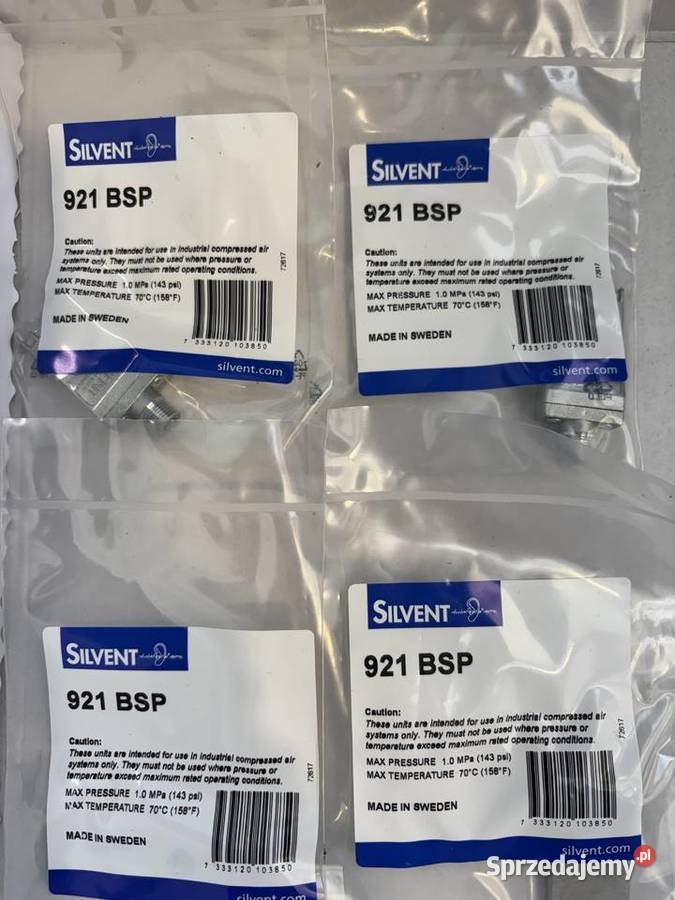 SILVENT
921 BSP
Caution:
These units are intended for use in industrial compressed air
systems only. They must not be used where pressure or
temperature exceed maximum rated operating conditions.
MAX PRESSURE 1.0 MPa (143 psi)
MAX TEMPERATURE 70°C (158°F)
MADE IN SWEDEN
72617
7 333120 103850
silvent.com
SILVENT
921 BSP
Caution:
These units are intended for use in industrial compressed air
systems only. They must not be used where pressure or
temperature exceed maximum rated operating conditions.
MAX PRESSURE 1.0 MPa (143 psi)
MAX TEMPERATURE 70°C (158°F)
MADE IN SWEDEN
72617
7 333120 103850
silvent.com
SILVENT
921 BSP
Caution:
These units are intended for use in industrial compressed air
systems only. They must not be used where pressure or
temperature exceed maximum rated operating conditions.
MAX PRESSURE 1.0 MPa (143 psi)
MAX TEMPERATURE 70°C (158°F)
MADE IN SWEDEN
72617
7 333120 103850
silvent.com
SILVENT
921 BSP
Caution:
These units are intended for use in industrial compressed air
systems only. They must not be used where pressure or
temperature exceed maximum rated operating conditions.
MAX PRESSURE 1.0 MPa (143 psi)
MAX TEMPERATURE 70°C (158°F)
MADE IN SWEDEN
72617
7 333120 103850
silvent.com
Sprzedajemy.pl